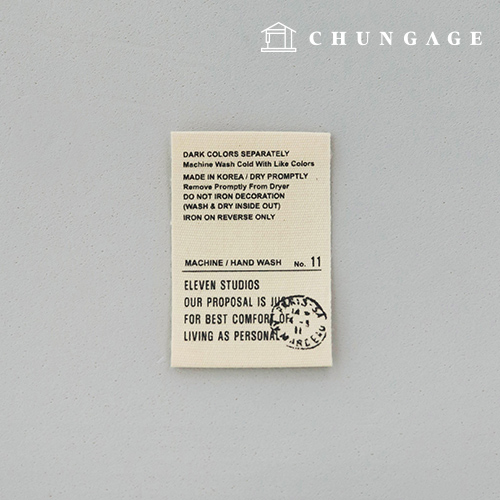 CHUNGAGE
DARK COLORS SEPARATELY
Machine Wash Cold With Like Colors
MADE IN KOREA / DRY PROMPTLY
Remove Promptly From Dryer
DO NOT IRON DECORATION
(WASH & DRY INSIDE OUT)
IRON ON REVERSE ONLY
MACHINE / HAND WASH No. 11
ELEVEN STUDIOS
OUR PROPOSAL IS JUST
FOR BEST COMFORT OF
LIVING AS PERSONAL
PARIS